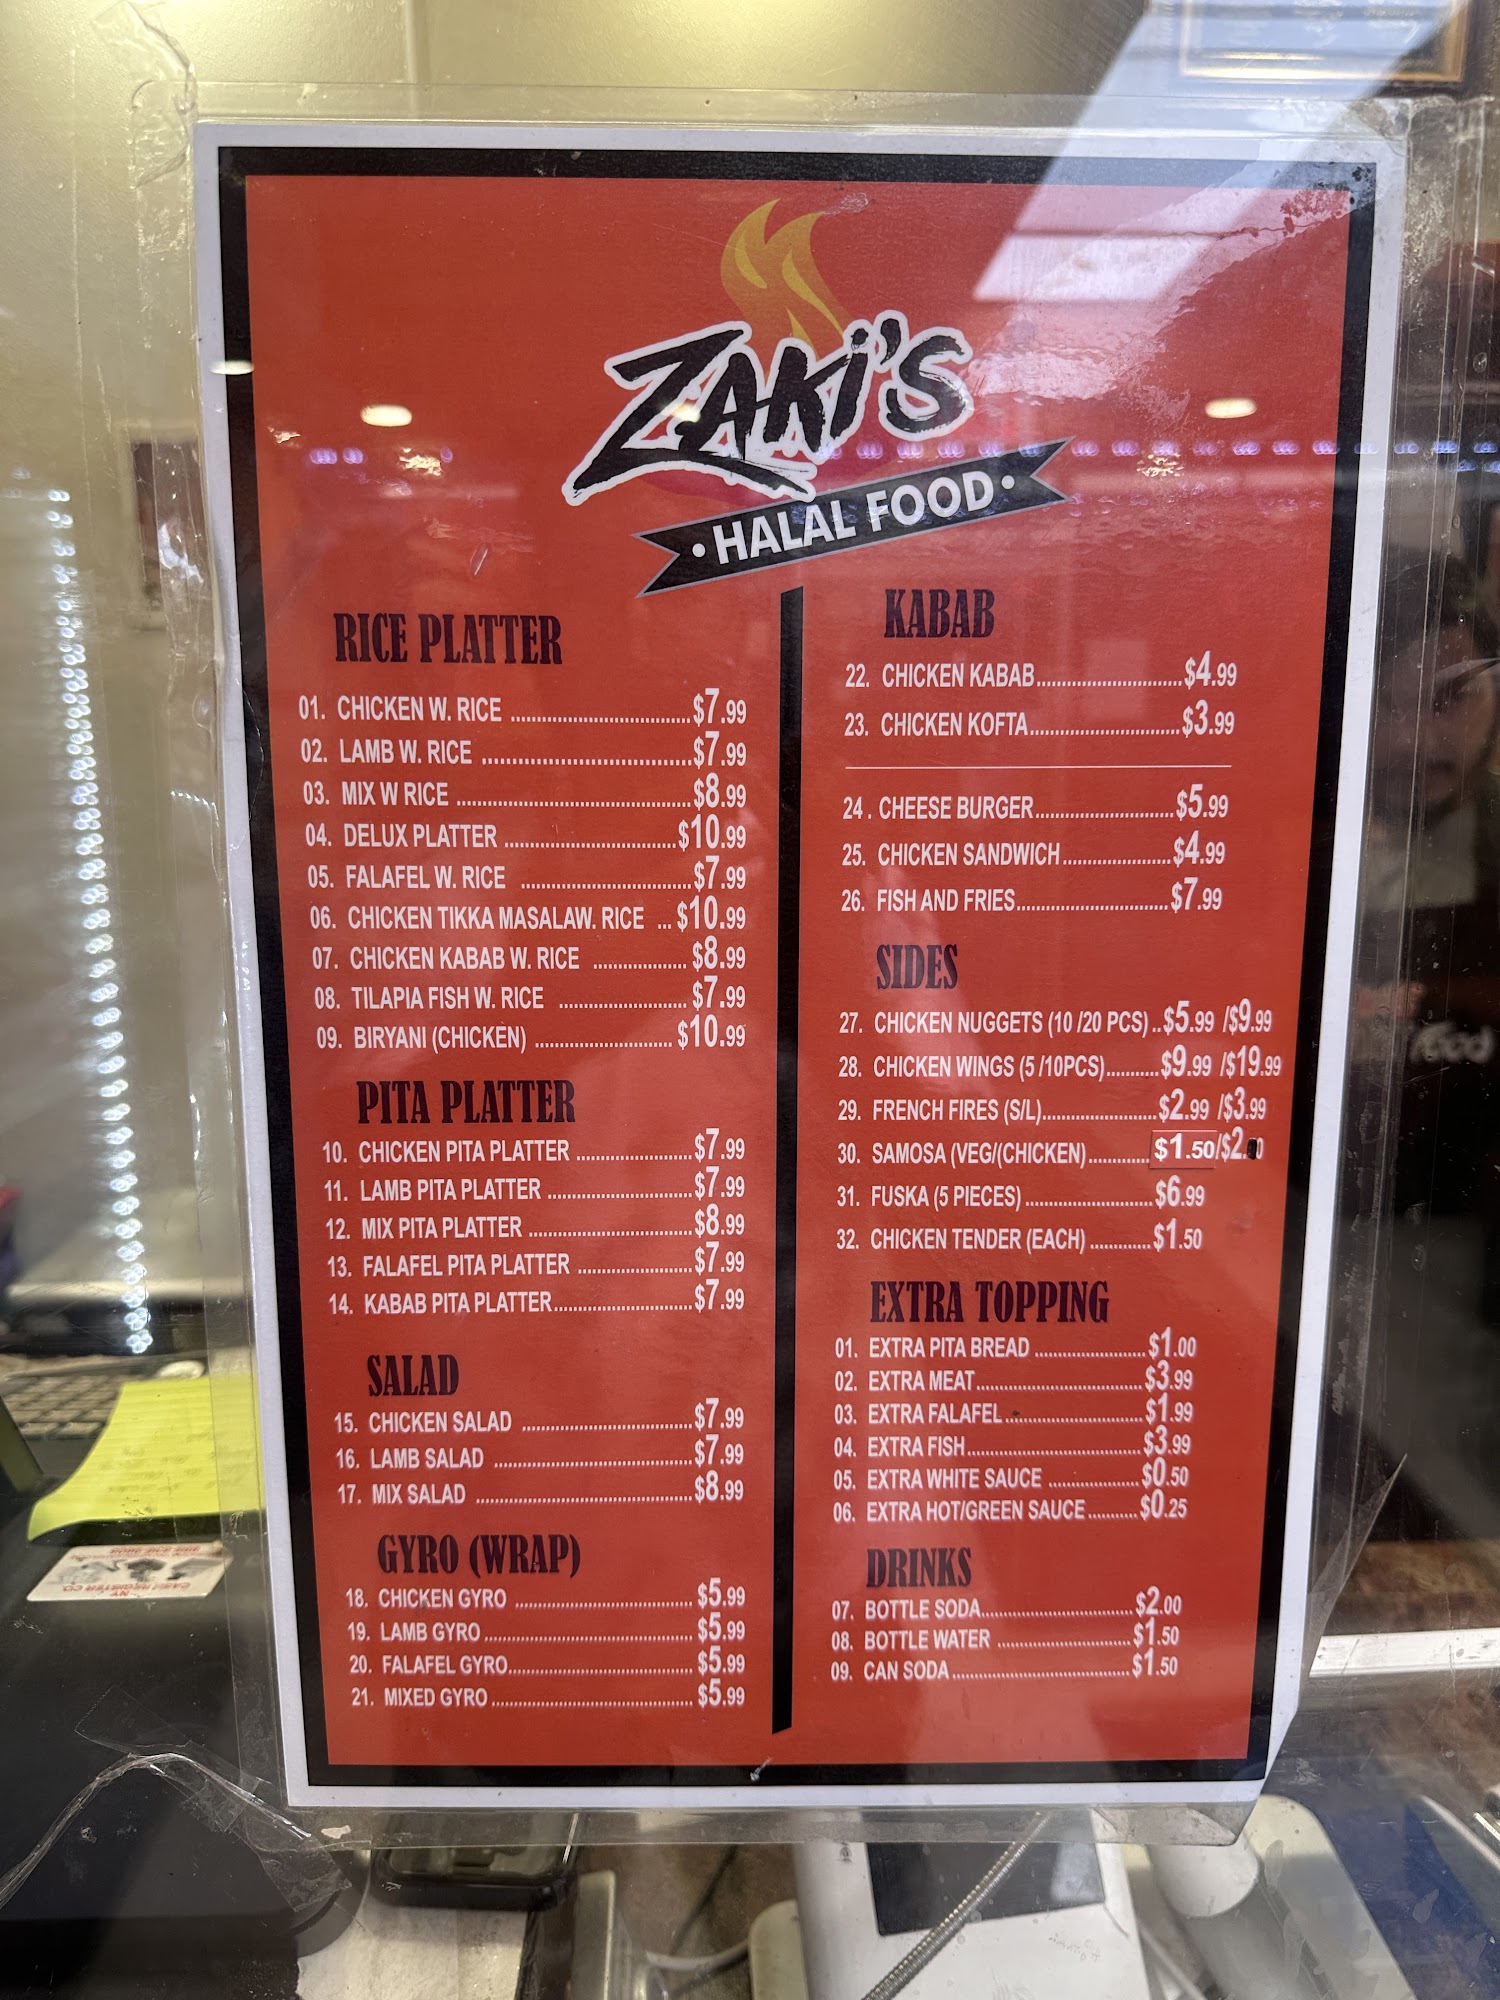 ZAKI'S
• HALAL FOOD •
RICE PLATTER
01. CHICKEN W. RICE ..................................$7.99
02. LAMB W. RICE ........................................$7.99
03. MIX W RICE .............................................$8.99
04. DELUX PLATTER .................................$10.99
05. FALAFEL W. RICE .................................$7.99
06. CHICKEN TIKKA MASALAW. RICE ...$10.99
07. CHICKEN KABAB W. RICE ..................$8.99
08. TILAPIA FISH W. RICE .........................$7.99
09. BIRYANI (CHICKEN) ..........................$10.99
PITA PLATTER
10. CHICKEN PITA PLATTER ......................$7.99
11. LAMB PITA PLATTER ............................$7.99
12. MIX PITA PLATTER ...............................$8.99
13. FALAFEL PITA PLATTER ......................$7.99
14. KABAB PITA PLATTER..........................$7.99
SALAD
15. CHICKEN SALAD .................................$7.99
16. LAMB SALAD ......................................$7.99
17. MIX SALAD .........................................$8.99
GYRO (WRAP)
18. CHICKEN GYRO ...................................$5.99
19. LAMB GYRO.........................................$5.99
20. FALAFEL GYRO....................................$5.99
21. MIXED GYRO .......................................$5.99
KABAB
22. CHICKEN KABAB............................$4.99
23. CHICKEN KOFTA.............................$3.99
24 . CHEESE BURGER..........................$5.99
25. CHICKEN SANDWICH.....................$4.99
26. FISH AND FRIES.............................$7.99
SIDES
27. CHICKEN NUGGETS (10 /20 PCS)..$5.99 /$9.99
28. CHICKEN WINGS (5 /10PCS)...........$9.99 /$19.99
29. FRENCH FIRES (S/L)......................$2.99 /$3.99
30. SAMOSA (VEG/(CHICKEN)............$1.50/$2. 0
31. FUSKA (5 PIECES) ........................$6.99
32. CHICKEN TENDER (EACH) ............$1.50
EXTRA TOPPING
01. EXTRA PITA BREAD ......................$1.00
02. EXTRA MEAT................................$3.99
03. EXTRA FALAFEL...........................$1.99
04. EXTRA FISH..................................$3.99
05. EXTRA WHITE SAUCE ..................$0.50
06. EXTRA HOT/GREEN SAUCE ..........$0.25
DRINKS
07. BOTTLE SODA..............................$2.00
08. BOTTLE WATER ..........................$1.50
09. CAN SODA...................................$1.50
NY
CASH REGISTER CO.